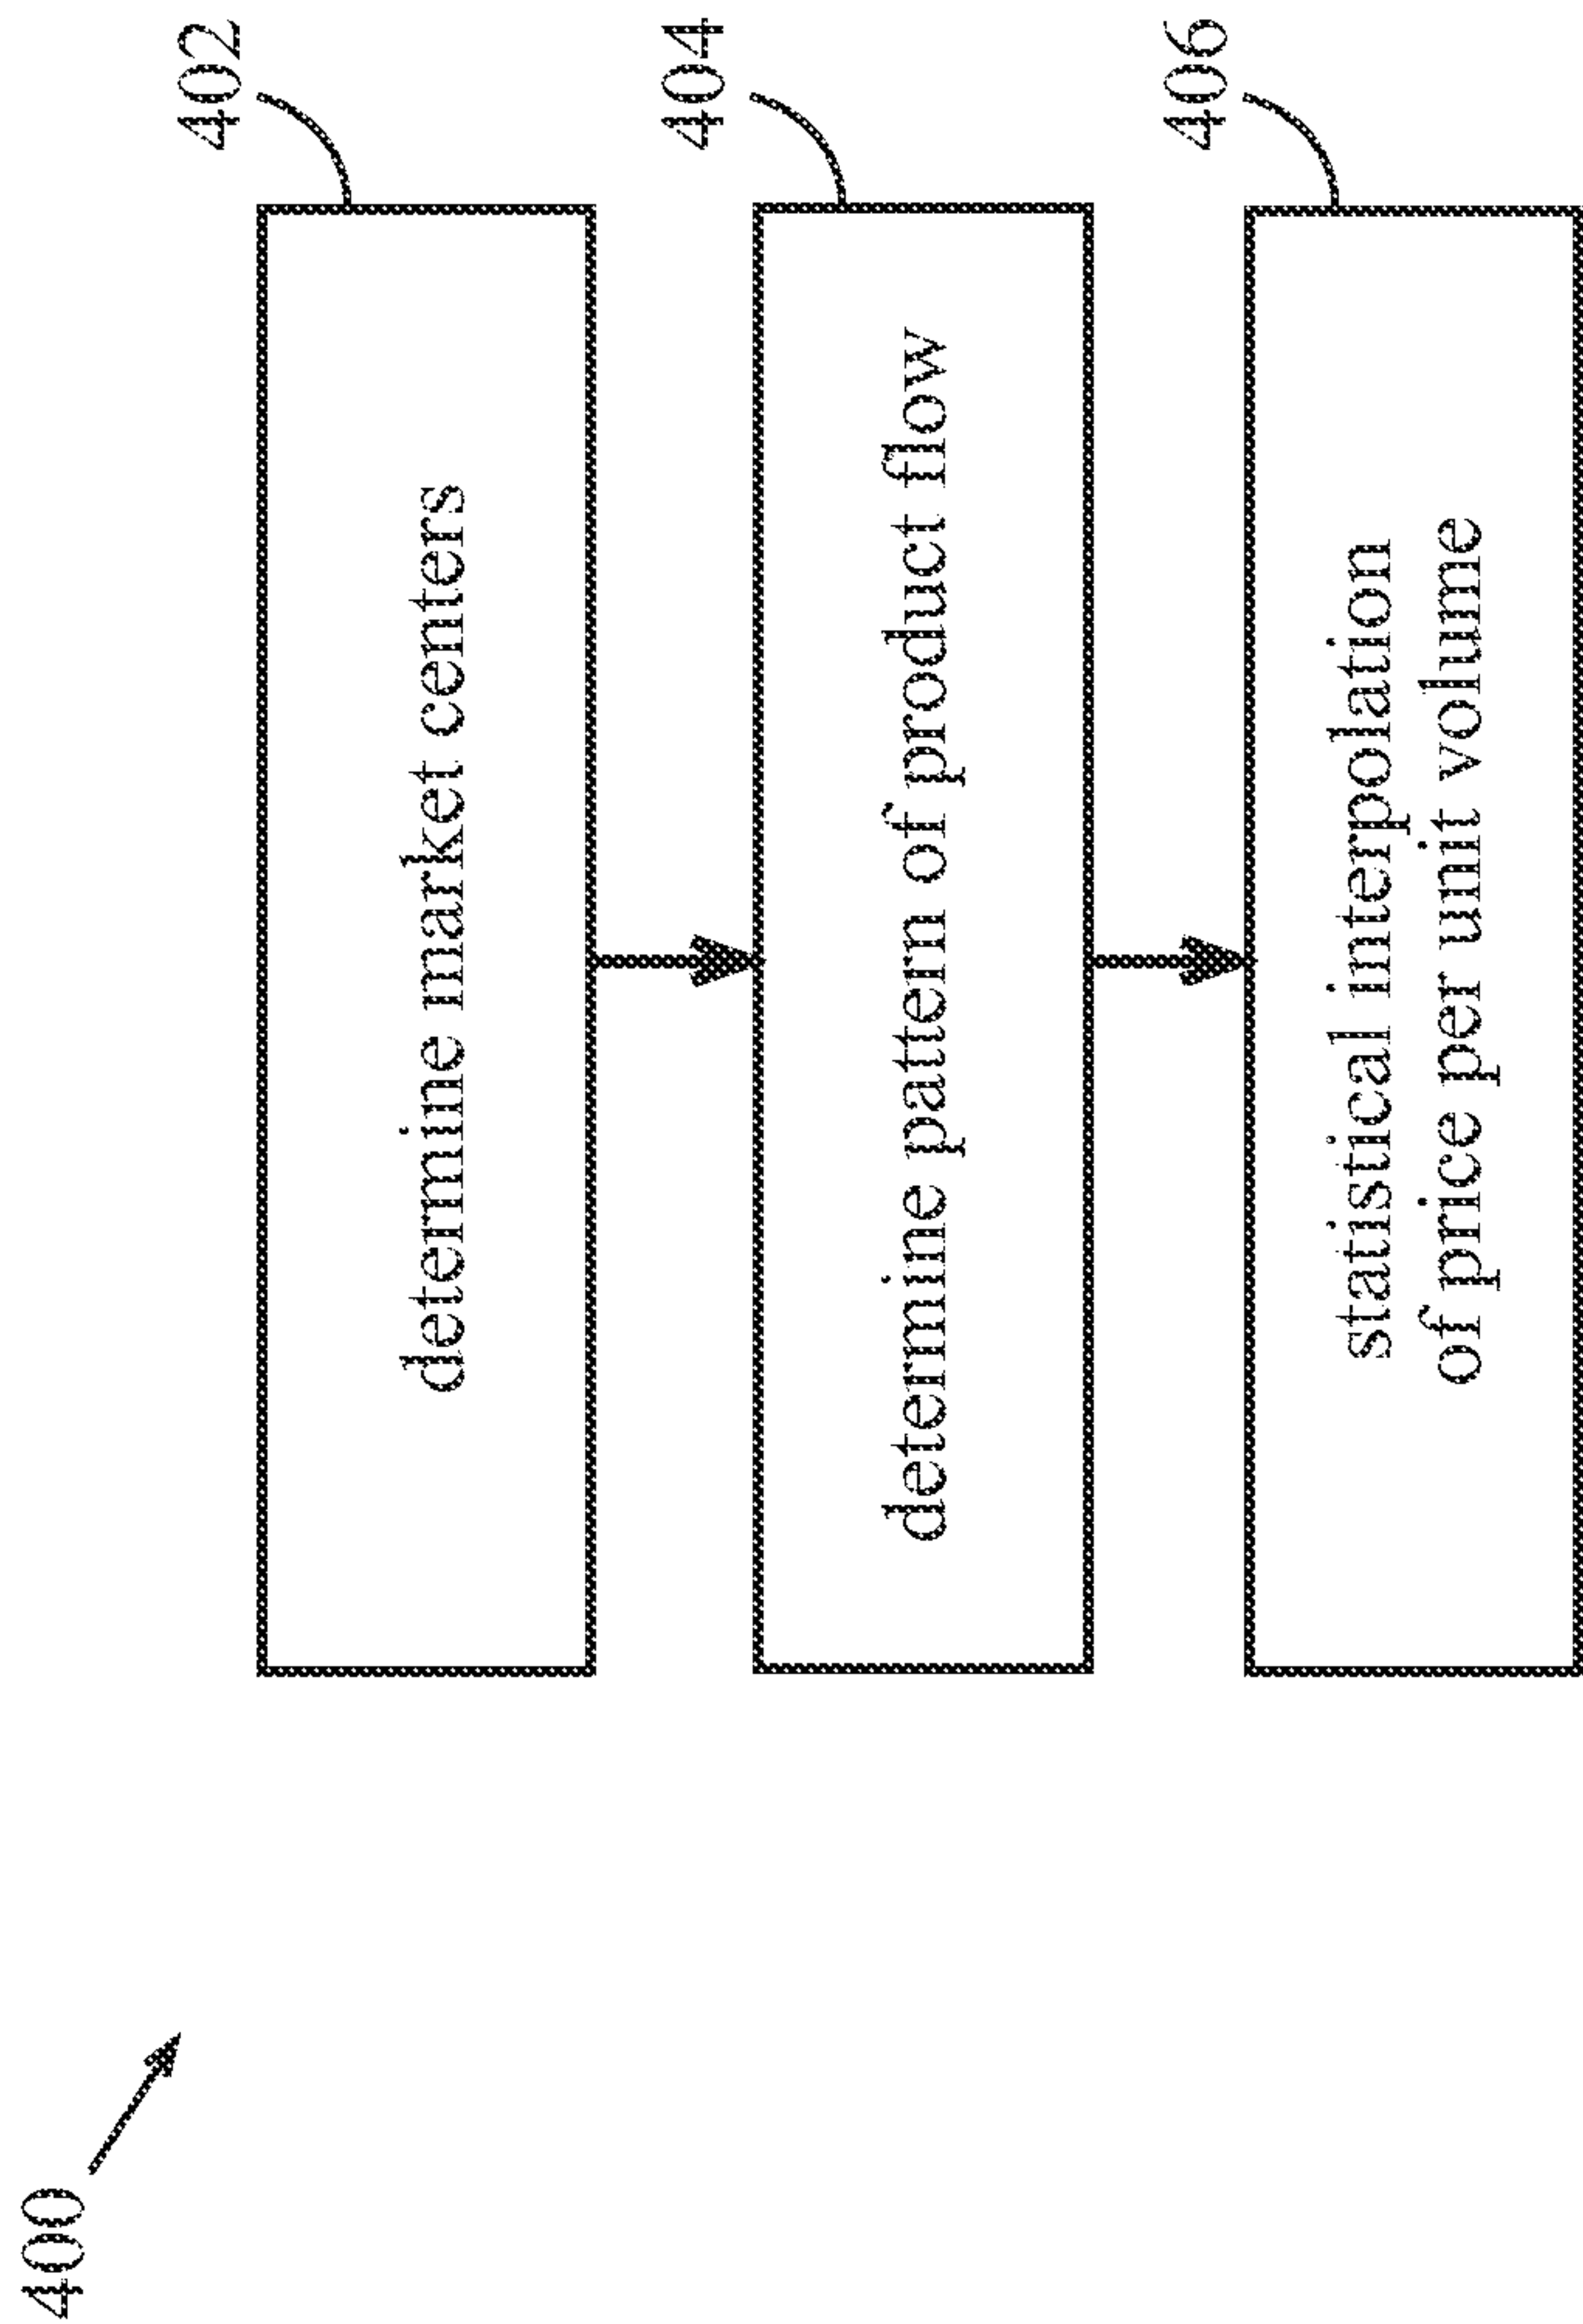 400
402
determine market centers
404
determine pattern of product flow
406
statistical interpolation
of price per unit volume